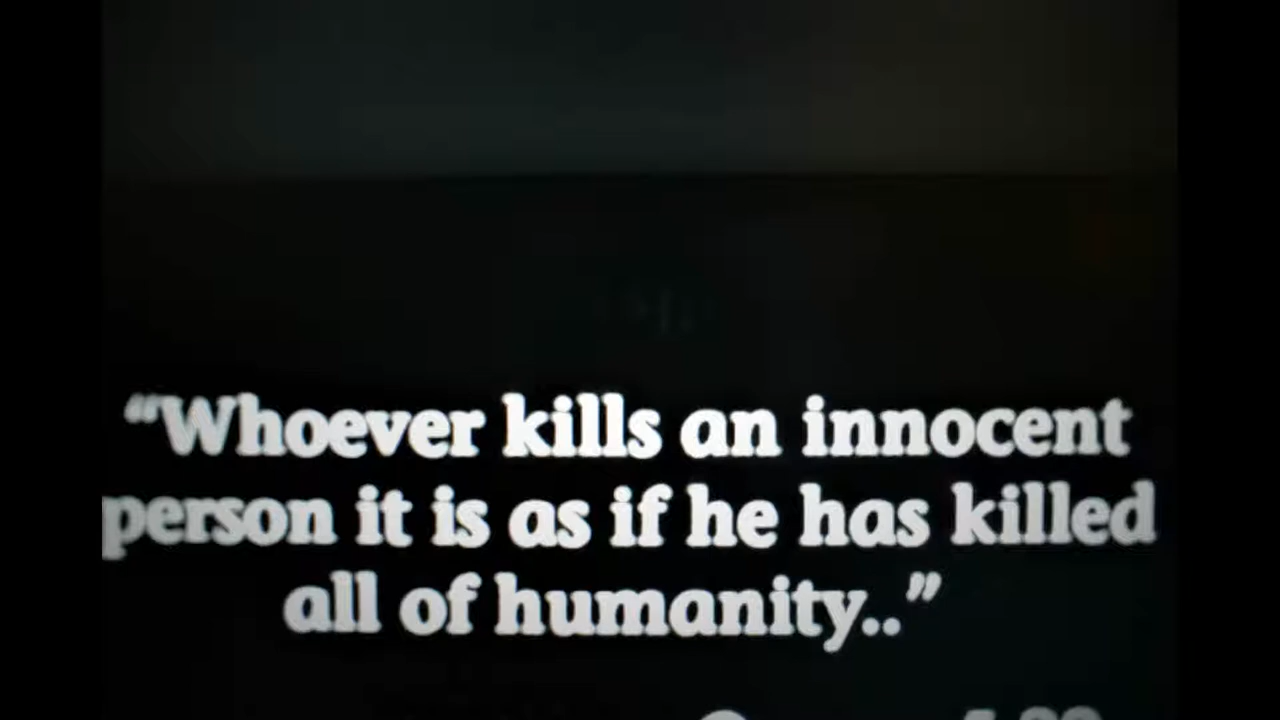 “Whoever kills an innocent
person it is as if he has killed
all of humanity..”